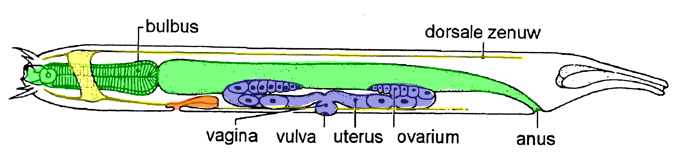 bulbus
dorsale zenuw
vagina
vulva
uterus
ovarium
anus